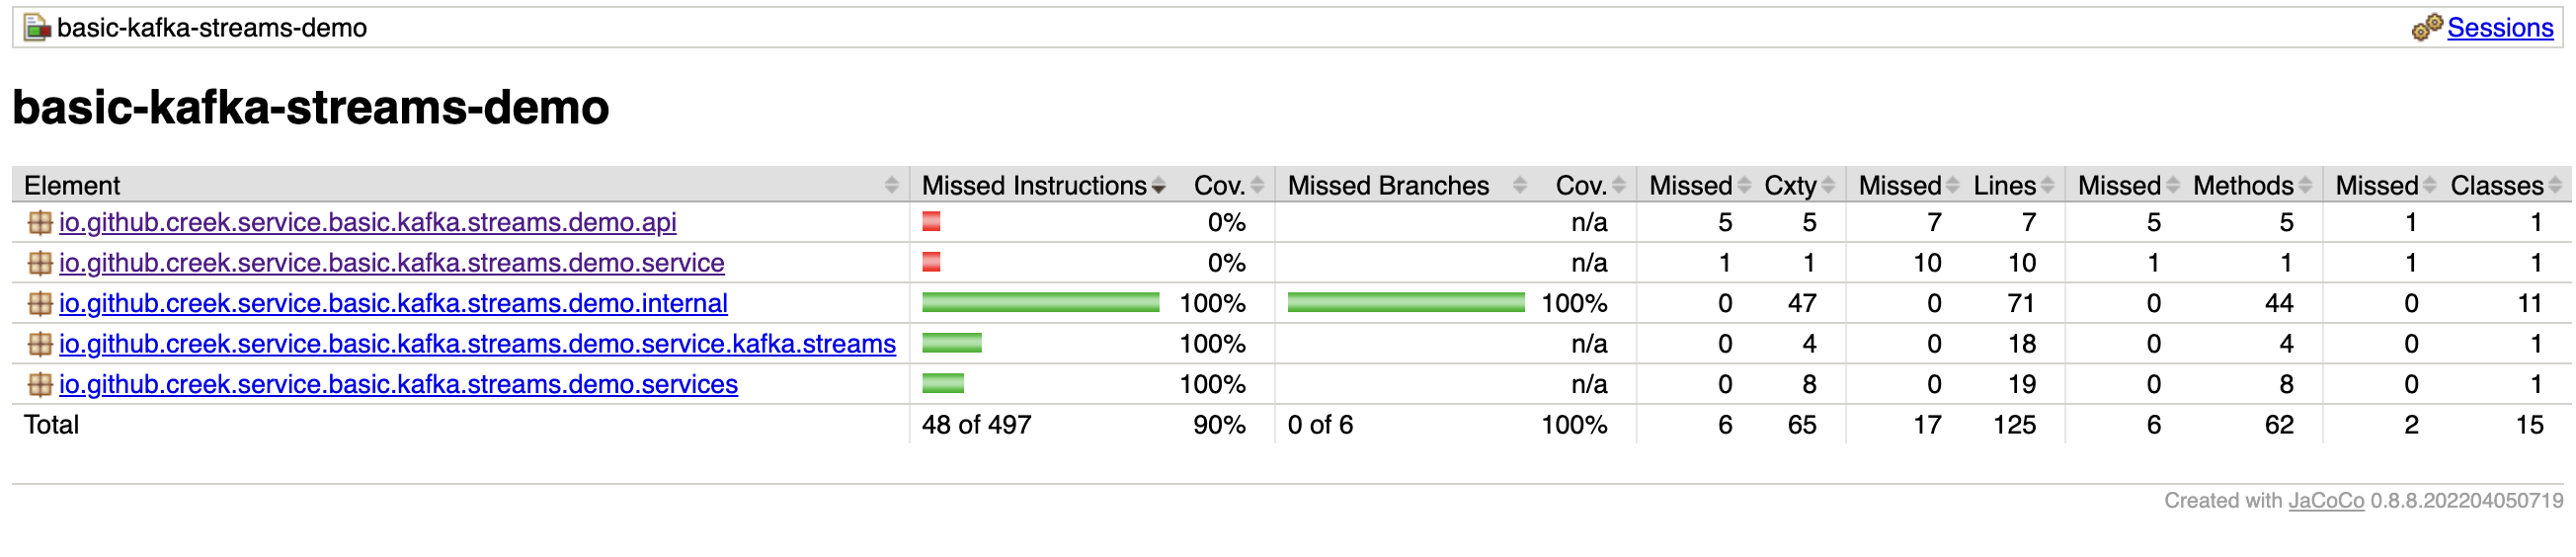 basic-kafka-streams-demo Sessions
basic-kafka-streams-demo
Element Missed Instructions Cov. Missed Branches Cov. Missed Cxty Missed Lines Missed Methods Missed Classes
io.github.creek.service.basic.kafka.streams.demo.api 0% n/a 5 5 7 7 5 5 1 1
io.github.creek.service.basic.kafka.streams.demo.service 0% n/a 1 1 10 10 1 1 1 1
io.github.creek.service.basic.kafka.streams.demo.internal 100% 100% 0 47 0 71 0 44 0 11
io.github.creek.service.basic.kafka.streams.demo.service.kafka.streams 100% n/a 0 4 0 18 0 4 0 1
io.github.creek.service.basic.kafka.streams.demo.services 100% n/a 0 8 0 19 0 8 0 1
Total 48 of 497 90% 0 of 6 100% 6 65 17 125 6 62 2 15
Created with JaCoCo 0.8.8.202204050719